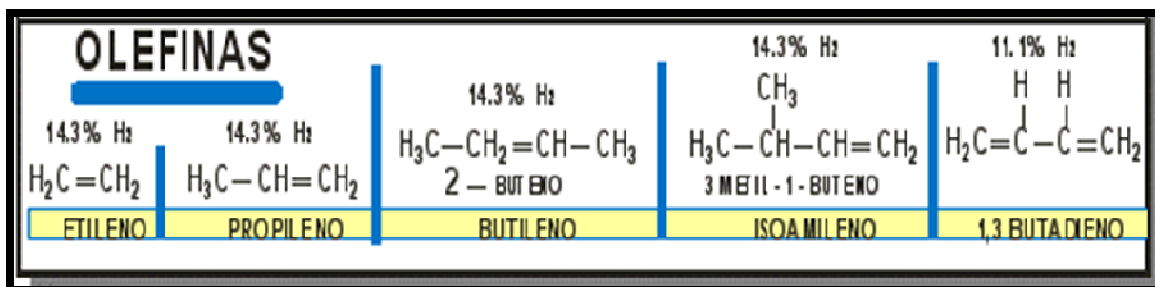 OLEFINAS
14.3% H₂
H₂C=CH₂
ETILENO
14.3% H₂
H₃C-CH=CH₂
PROPILENO
14.3% H₂
H₃C-CH₂=CH-CH₃
2 - BUTENO
BUTILENO
14.3% H₂
CH₃
H₃C-CH-CH=CH₂
3 METIL - 1 - BUTENO
ISOAMILENO
11.1% H₂
H H
H₂C=C-C=CH₂
1,3 BUTADIENO